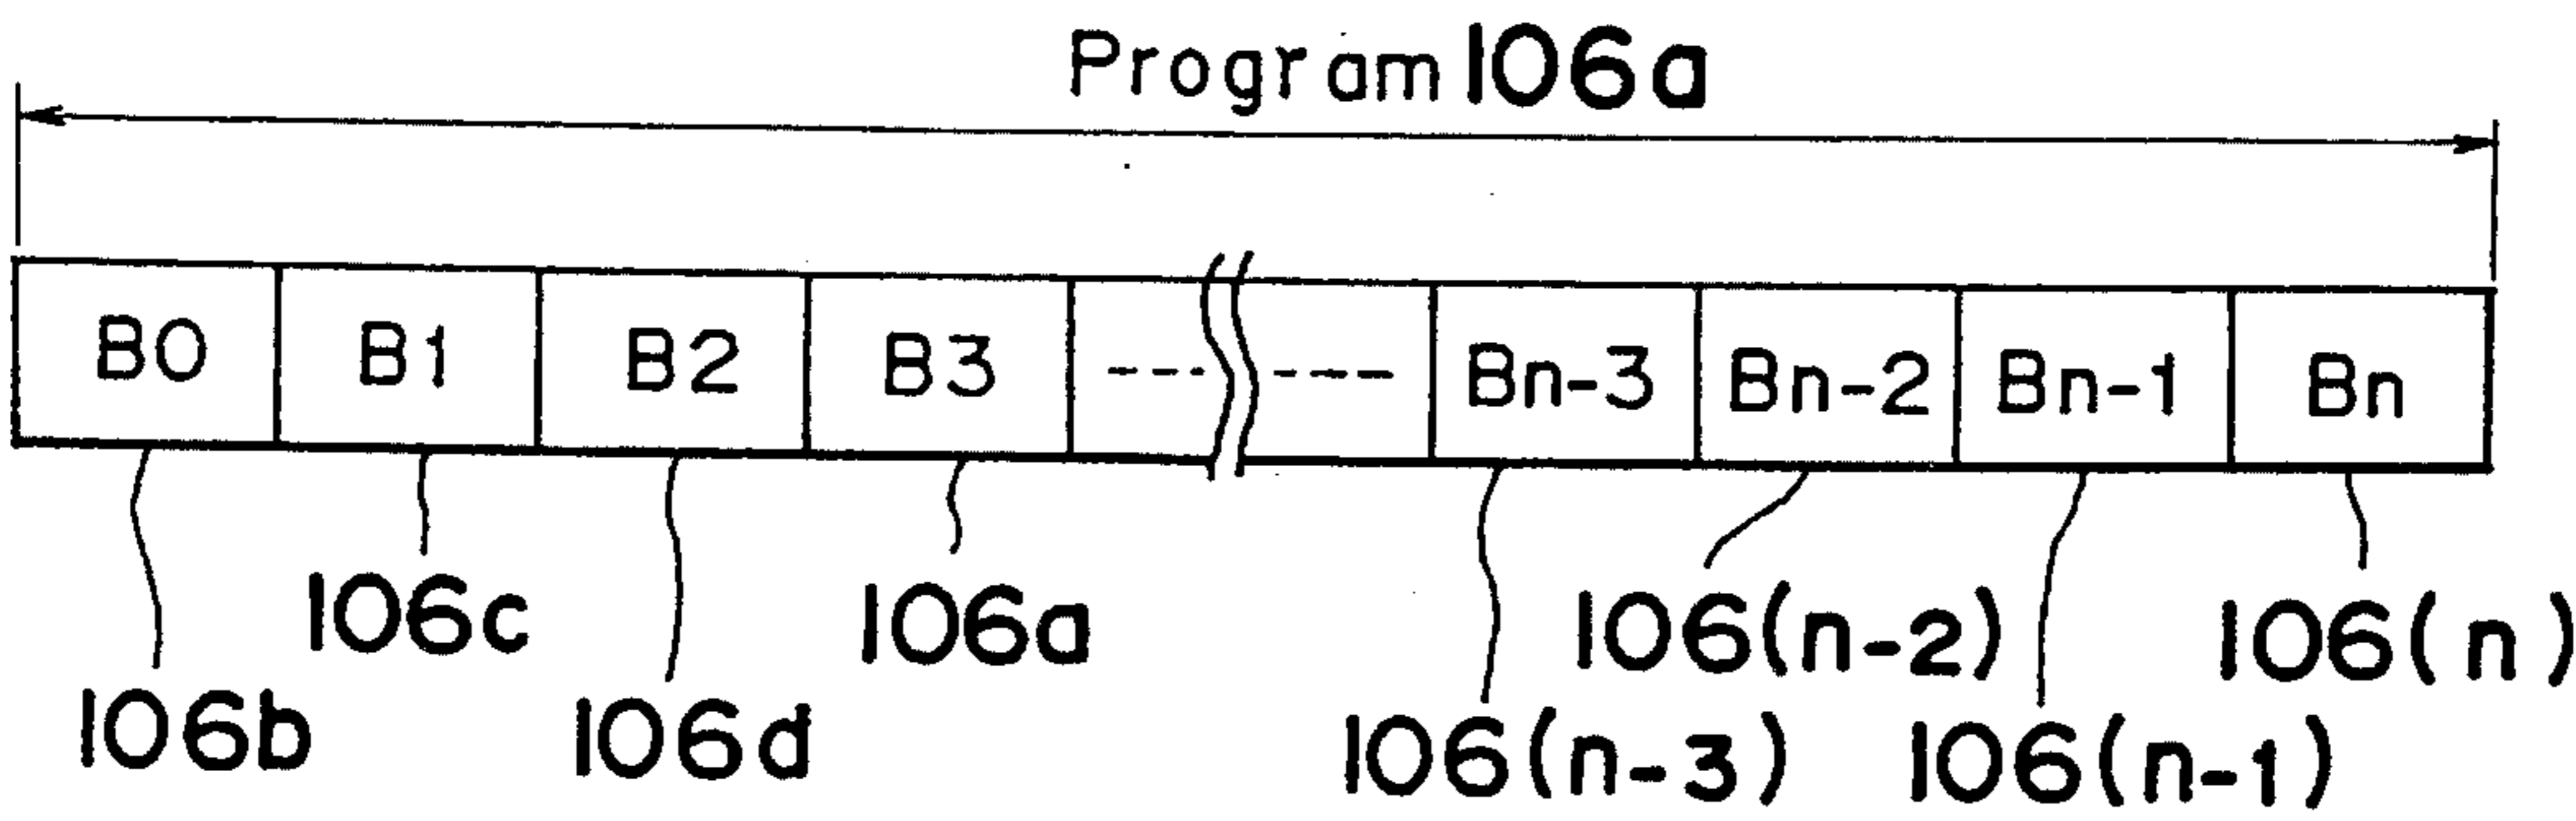 Program 106a
B0 B1 B2 B3 ---- ---- Bn-3 Bn-2 Bn-1 Bn
106c 106a 106(n-2) 106(n)
106b 106d 106(n-3) 106(n-1)